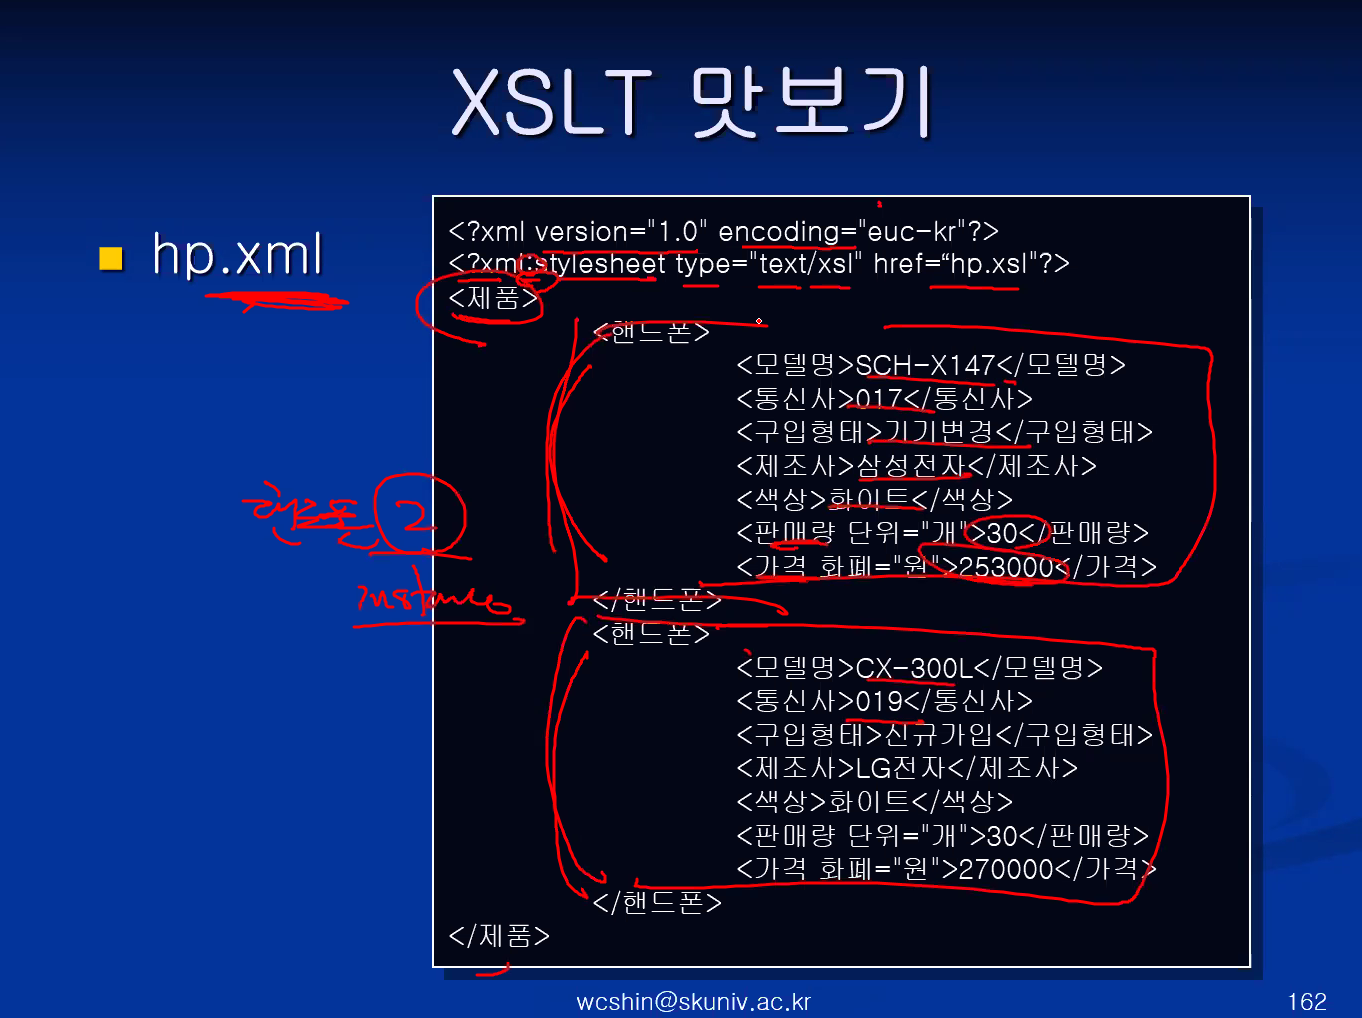 XSLT 맛보기
hp.xml
<?xml version="1.0" encoding="euc-kr"?>
<?xml:stylesheet type="text/xsl" href=“hp.xsl"?>
<제품>
<핸드폰>
<모델명>SCH-X147</모델명>
<통신사>017</통신사>
<구입형태>기기변경</구입형태>
<제조사>삼성전자</제조사>
<색상>화이트</색상>
<판매량 단위="개">30</판매량>
<가격 화폐="원">253000</가격>
</핸드폰>
<핸드폰>
<모델명>CX-300L</모델명>
<통신사>019</통신사>
<구입형태>신규가입</구입형태>
<제조사>LG전자</제조사>
<색상>화이트</색상>
<판매량 단위="개">30</판매량>
<가격 화폐="원">270000</가격>
</핸드폰>
</제품>
핸드폰 2
instance
wcshin@skuniv.ac.kr
162